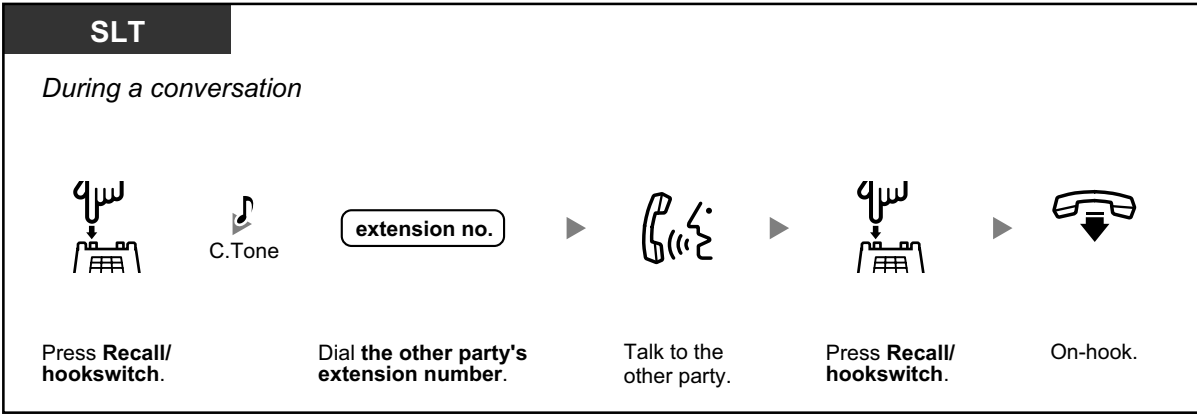 SLT
During a conversation
C.Tone
extension no.
Press Recall/
hookswitch.
Dial the other party's
extension number.
Talk to the
other party.
Press Recall/
hookswitch.
On-hook.